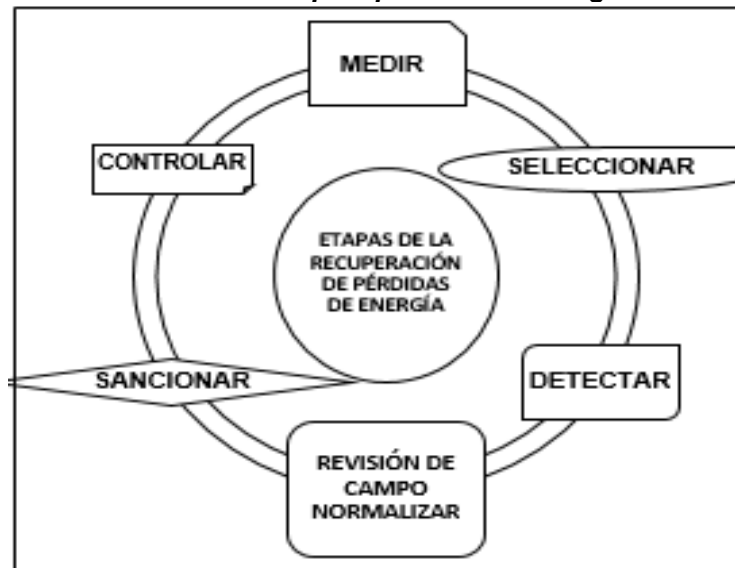 MEDIR
CONTROLAR
SELECCIONAR
ETAPAS DE LA
RECUPERACIÓN
DE PÉRDIDAS
DE ENERGÍA
SANCIONAR
DETECTAR
REVISIÓN DE
CAMPO
NORMALIZAR